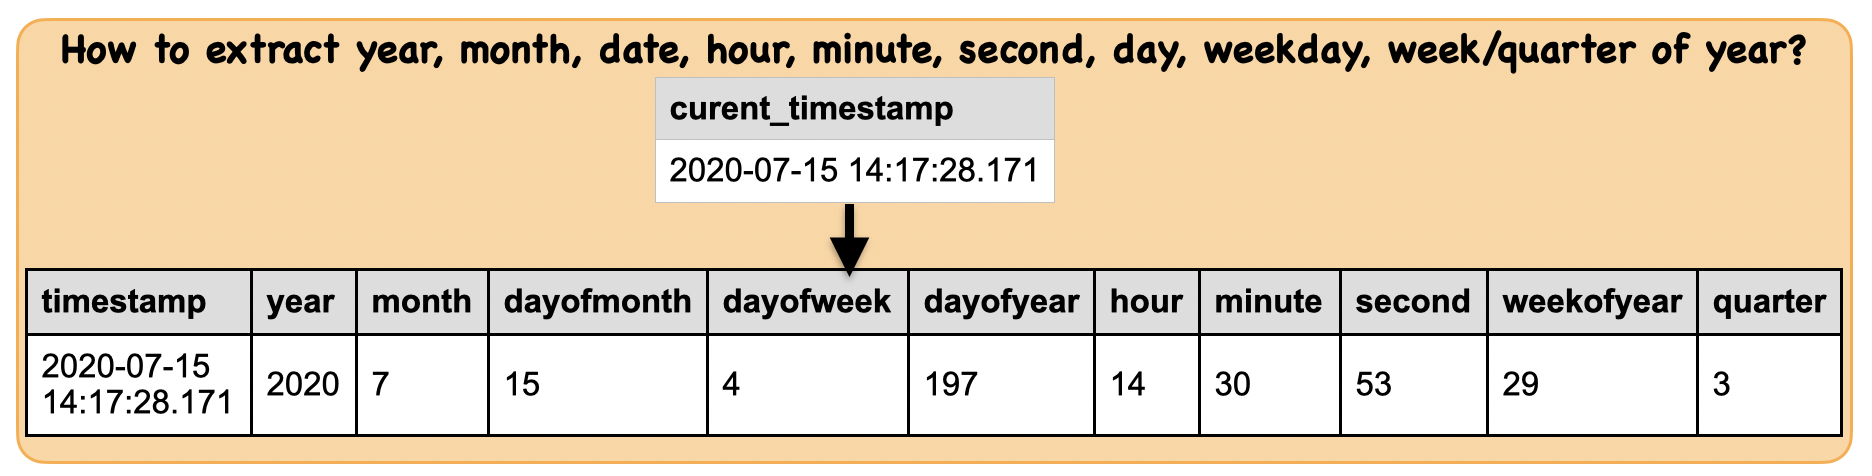 How to extract year, month, date, hour, minute, second, day, weekday, week/quarter of year?
curent_timestamp
2020-07-15 14:17:28.171
timestamp year month dayofmonth dayofweek dayofyear hour minute second weekofyear quarter
2020-07-15
14:17:28.171 2020 7 15 4 197 14 30 53 29 3